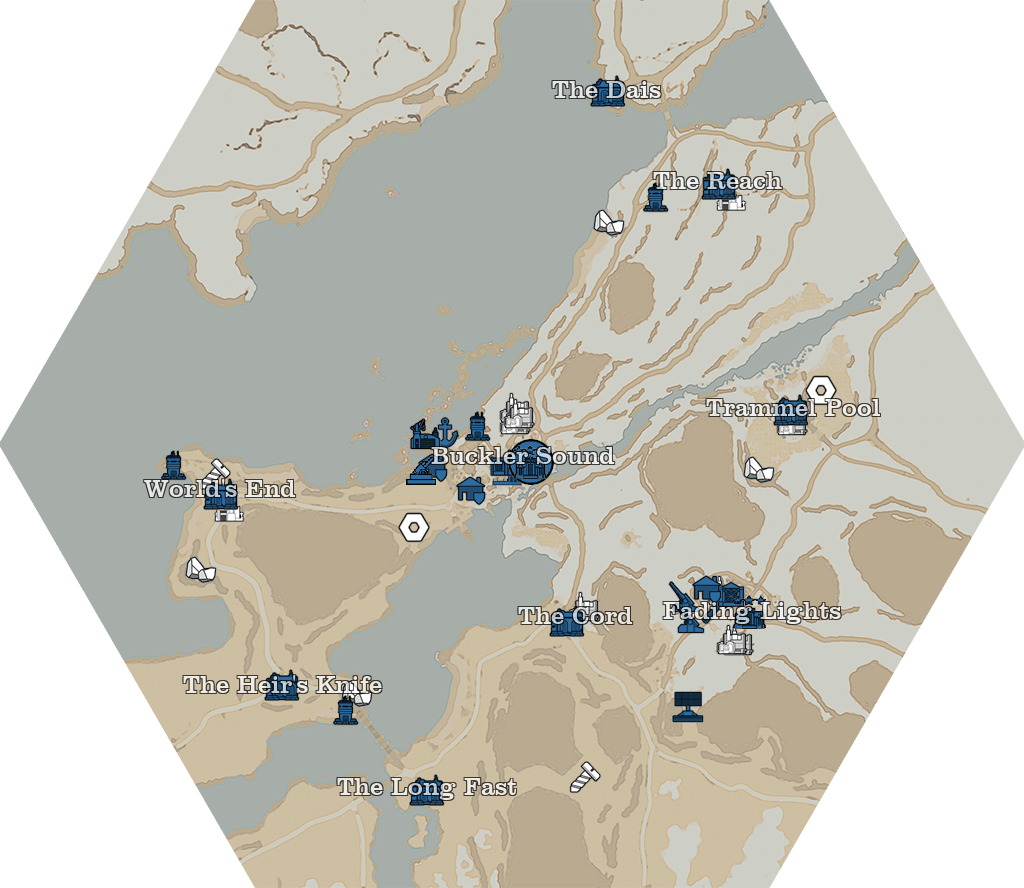 The Dais
The Reach
Trammel Pool
Buckler Sound
World's End
Fading Lights
The Cord
The Heir's Knife
The Long Fast